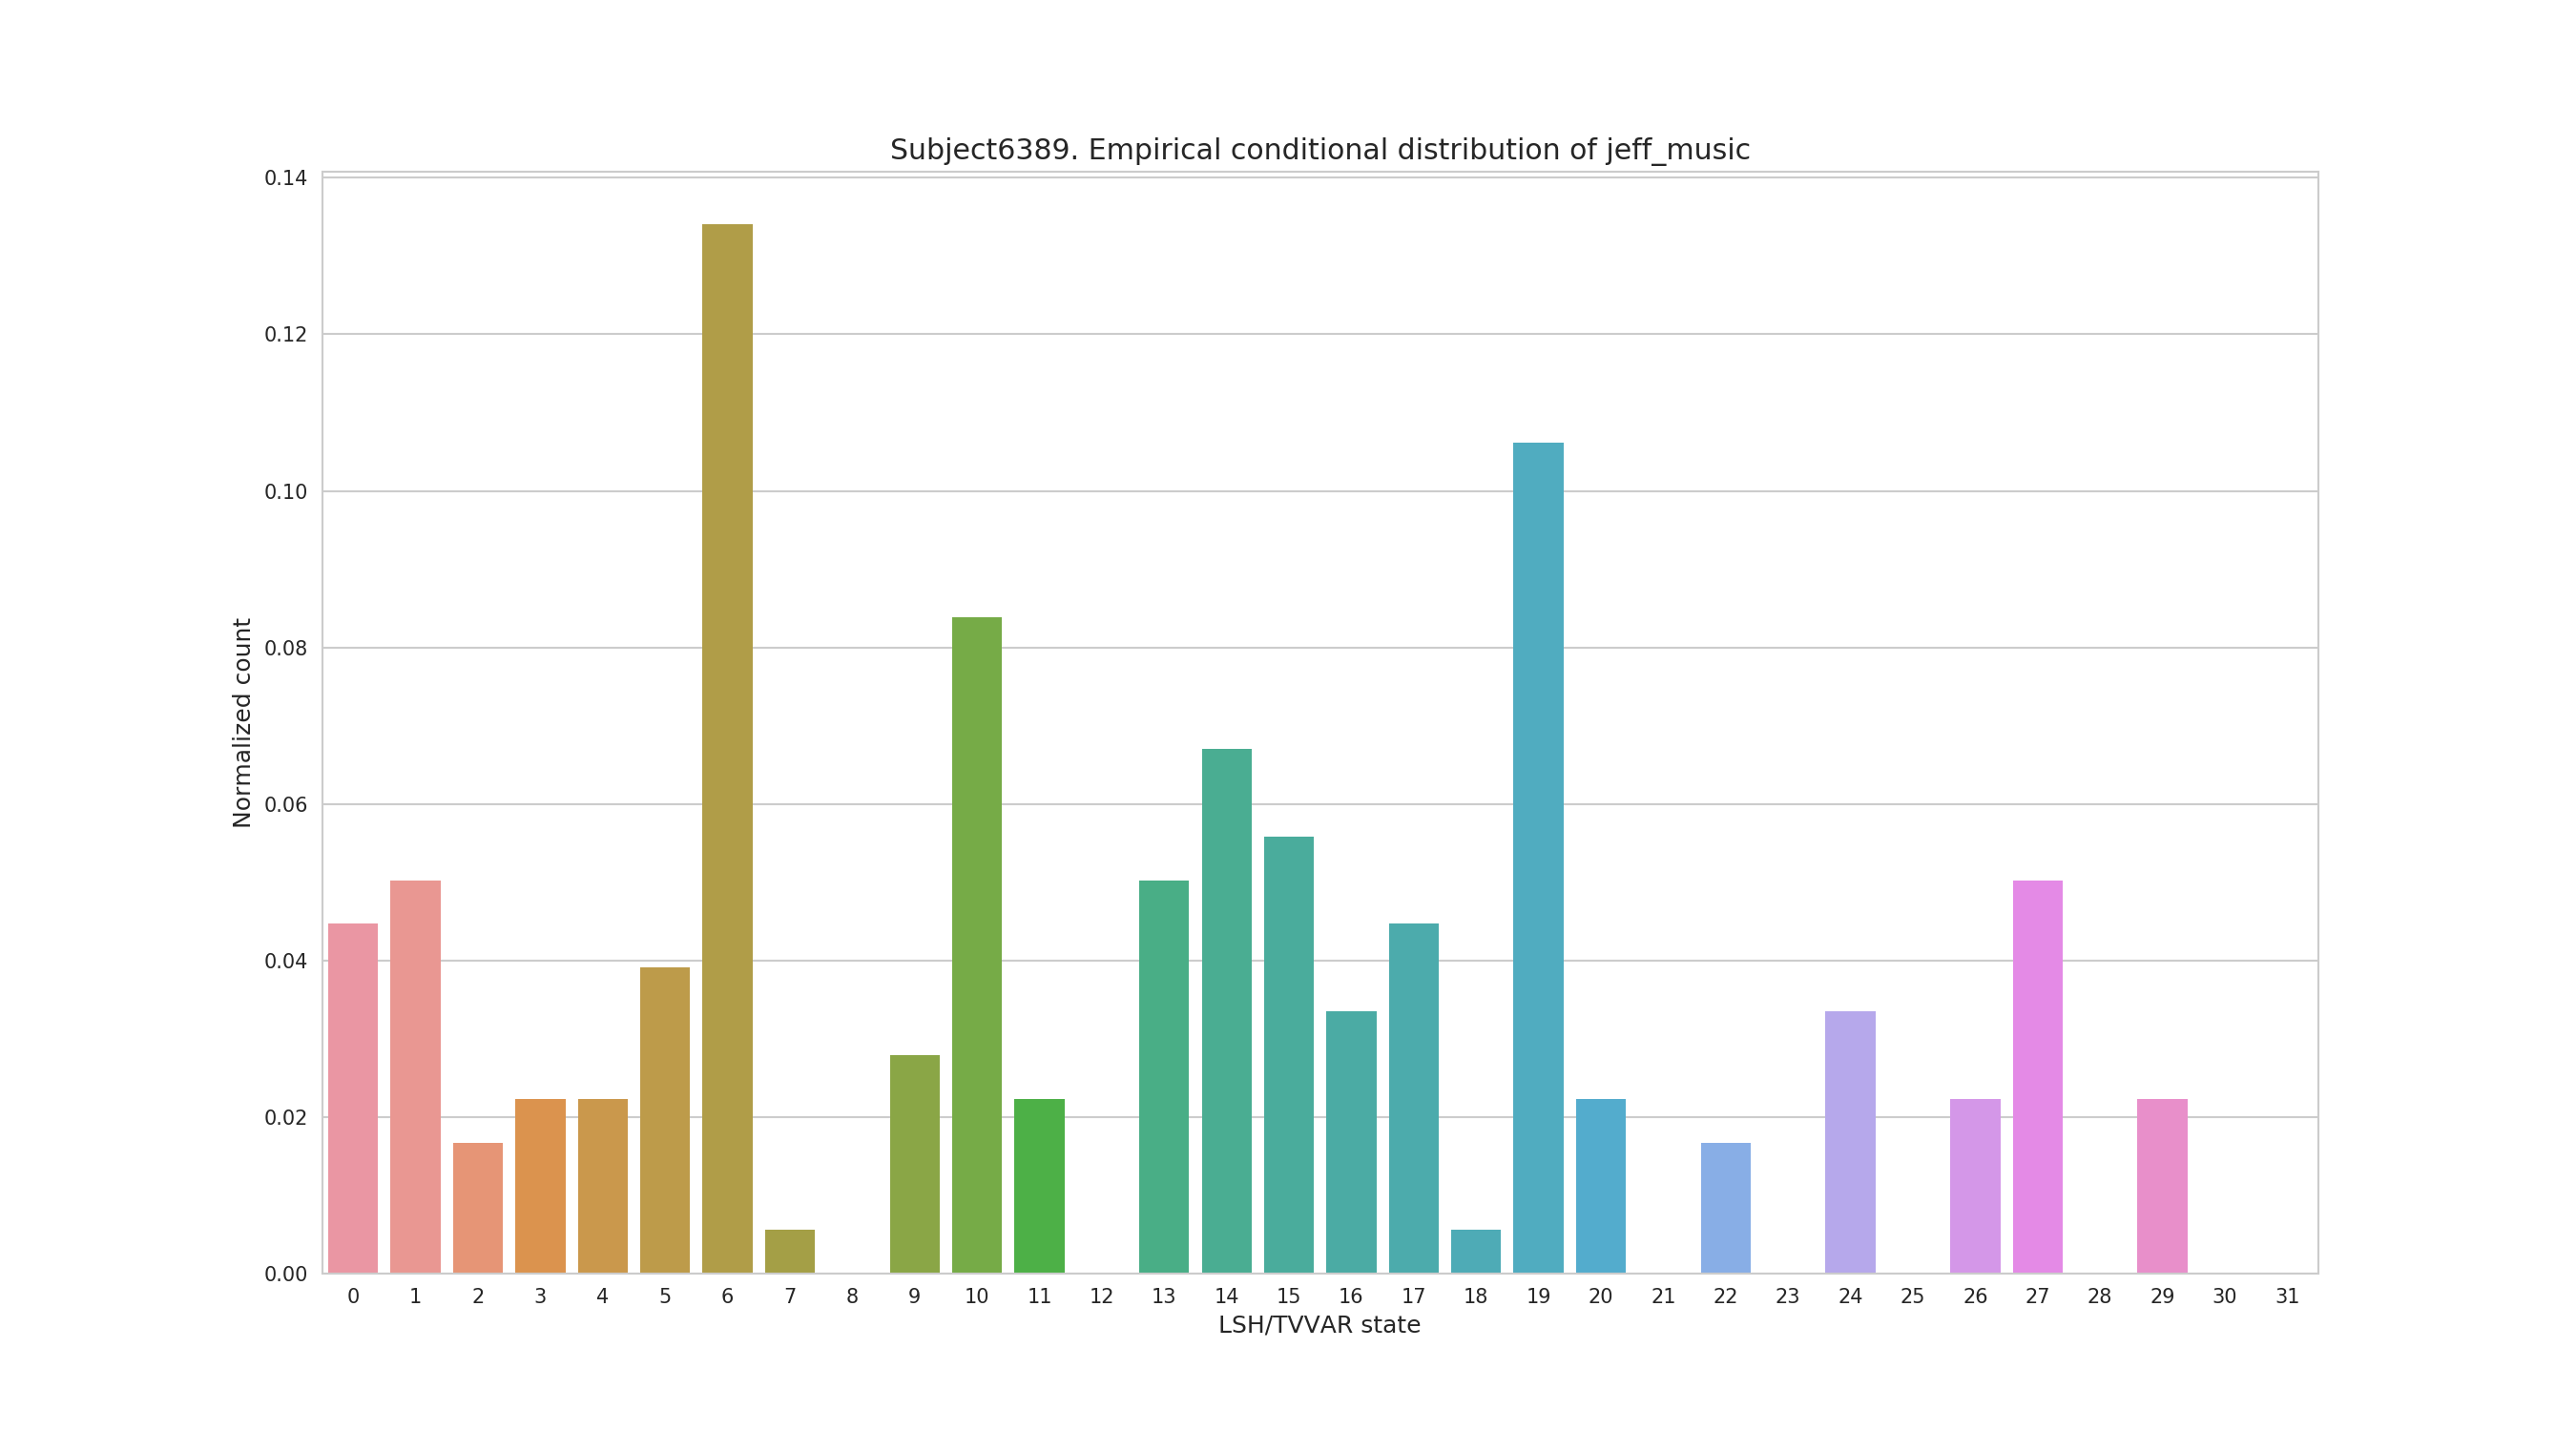 Subject6389. Empirical conditional distribution of jeff_music
0.14
0.12
0.10
0.08
0.06
0.04
0.02
0.00
Normalized count
0 1 2 3 4 5 6 7 8 9 10 11 12 13 14 15 16 17 18 19 20 21 22 23 24 25 26 27 28 29 30 31
LSH/TVVAR state